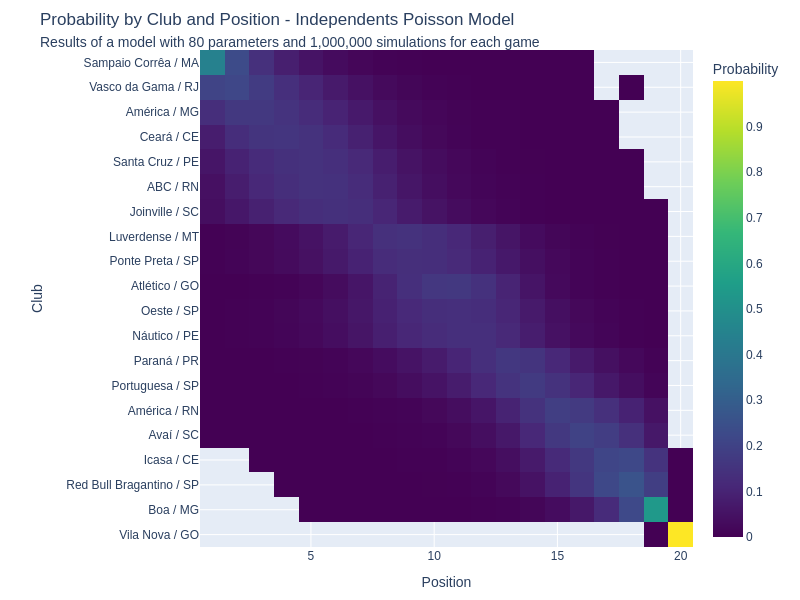 Probability by Club and Position - Independents Poisson Model
Results of a model with 80 parameters and 1,000,000 simulations for each game
Probability
Club
Sampaio Corrêa / MA
Vasco da Gama / RJ
América / MG
Ceará / CE
Santa Cruz / PE
ABC / RN
Joinville / SC
Luverdense / MT
Ponte Preta / SP
Atlético / GO
Oeste / SP
Náutico / PE
Paraná / PR
Portuguesa / SP
América / RN
Avaí / SC
Icasa / CE
Red Bull Bragantino / SP
Boa / MG
Vila Nova / GO
0.9
0.8
0.7
0.6
0.5
0.4
0.3
0.2
0.1
0
5 10 15 20
Position